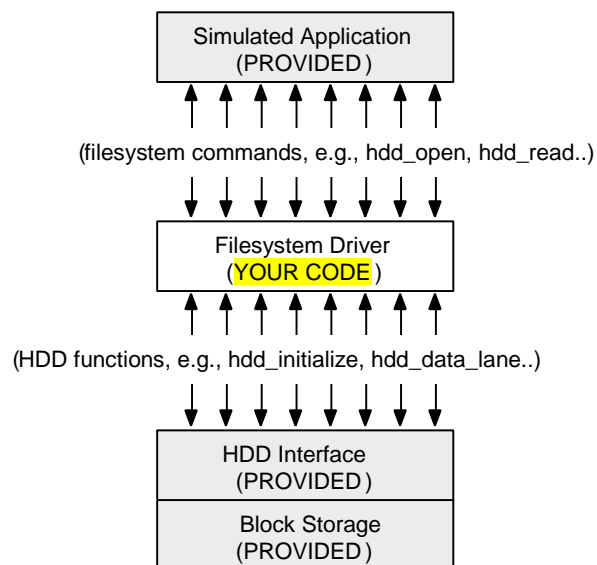 Simulated Application
(PROVIDED)
(filesystem commands, e.g., hdd_open, hdd_read..)
Filesystem Driver
(YOUR CODE)
(HDD functions, e.g., hdd_initialize, hdd_data_lane..)
HDD Interface
(PROVIDED)
Block Storage
(PROVIDED)